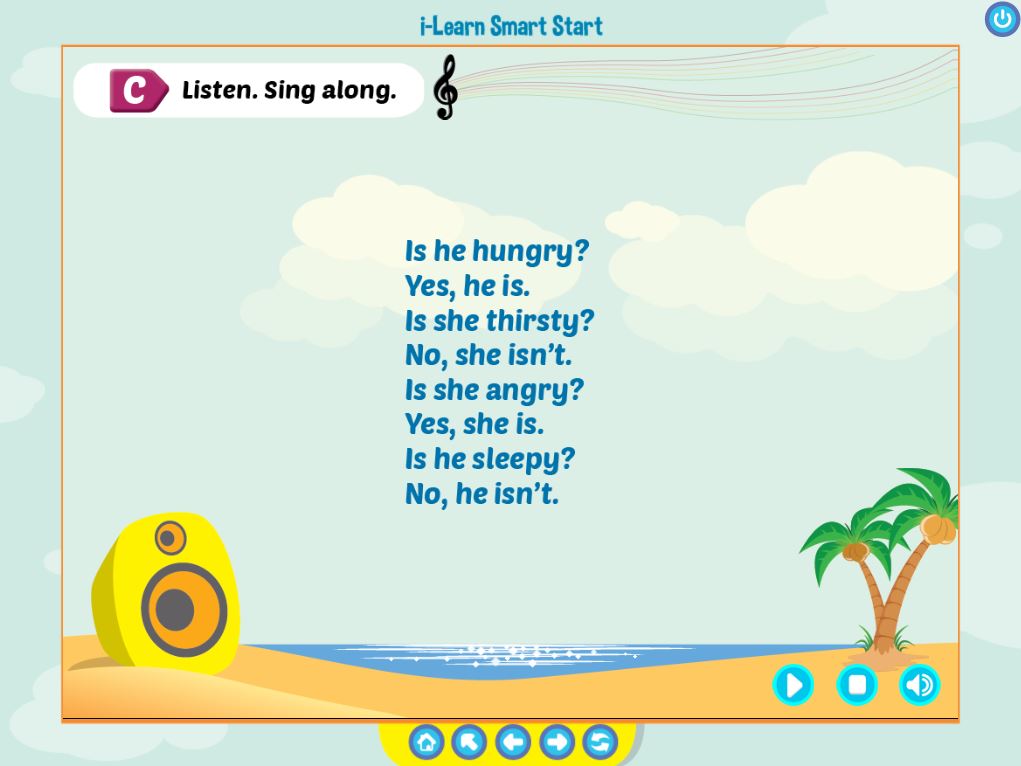 i-Learn Smart Start
C Listen. Sing along.
Is he hungry?
Yes, he is.
Is she thirsty?
No, she isn’t.
Is she angry?
Yes, she is.
Is he sleepy?
No, he isn’t.